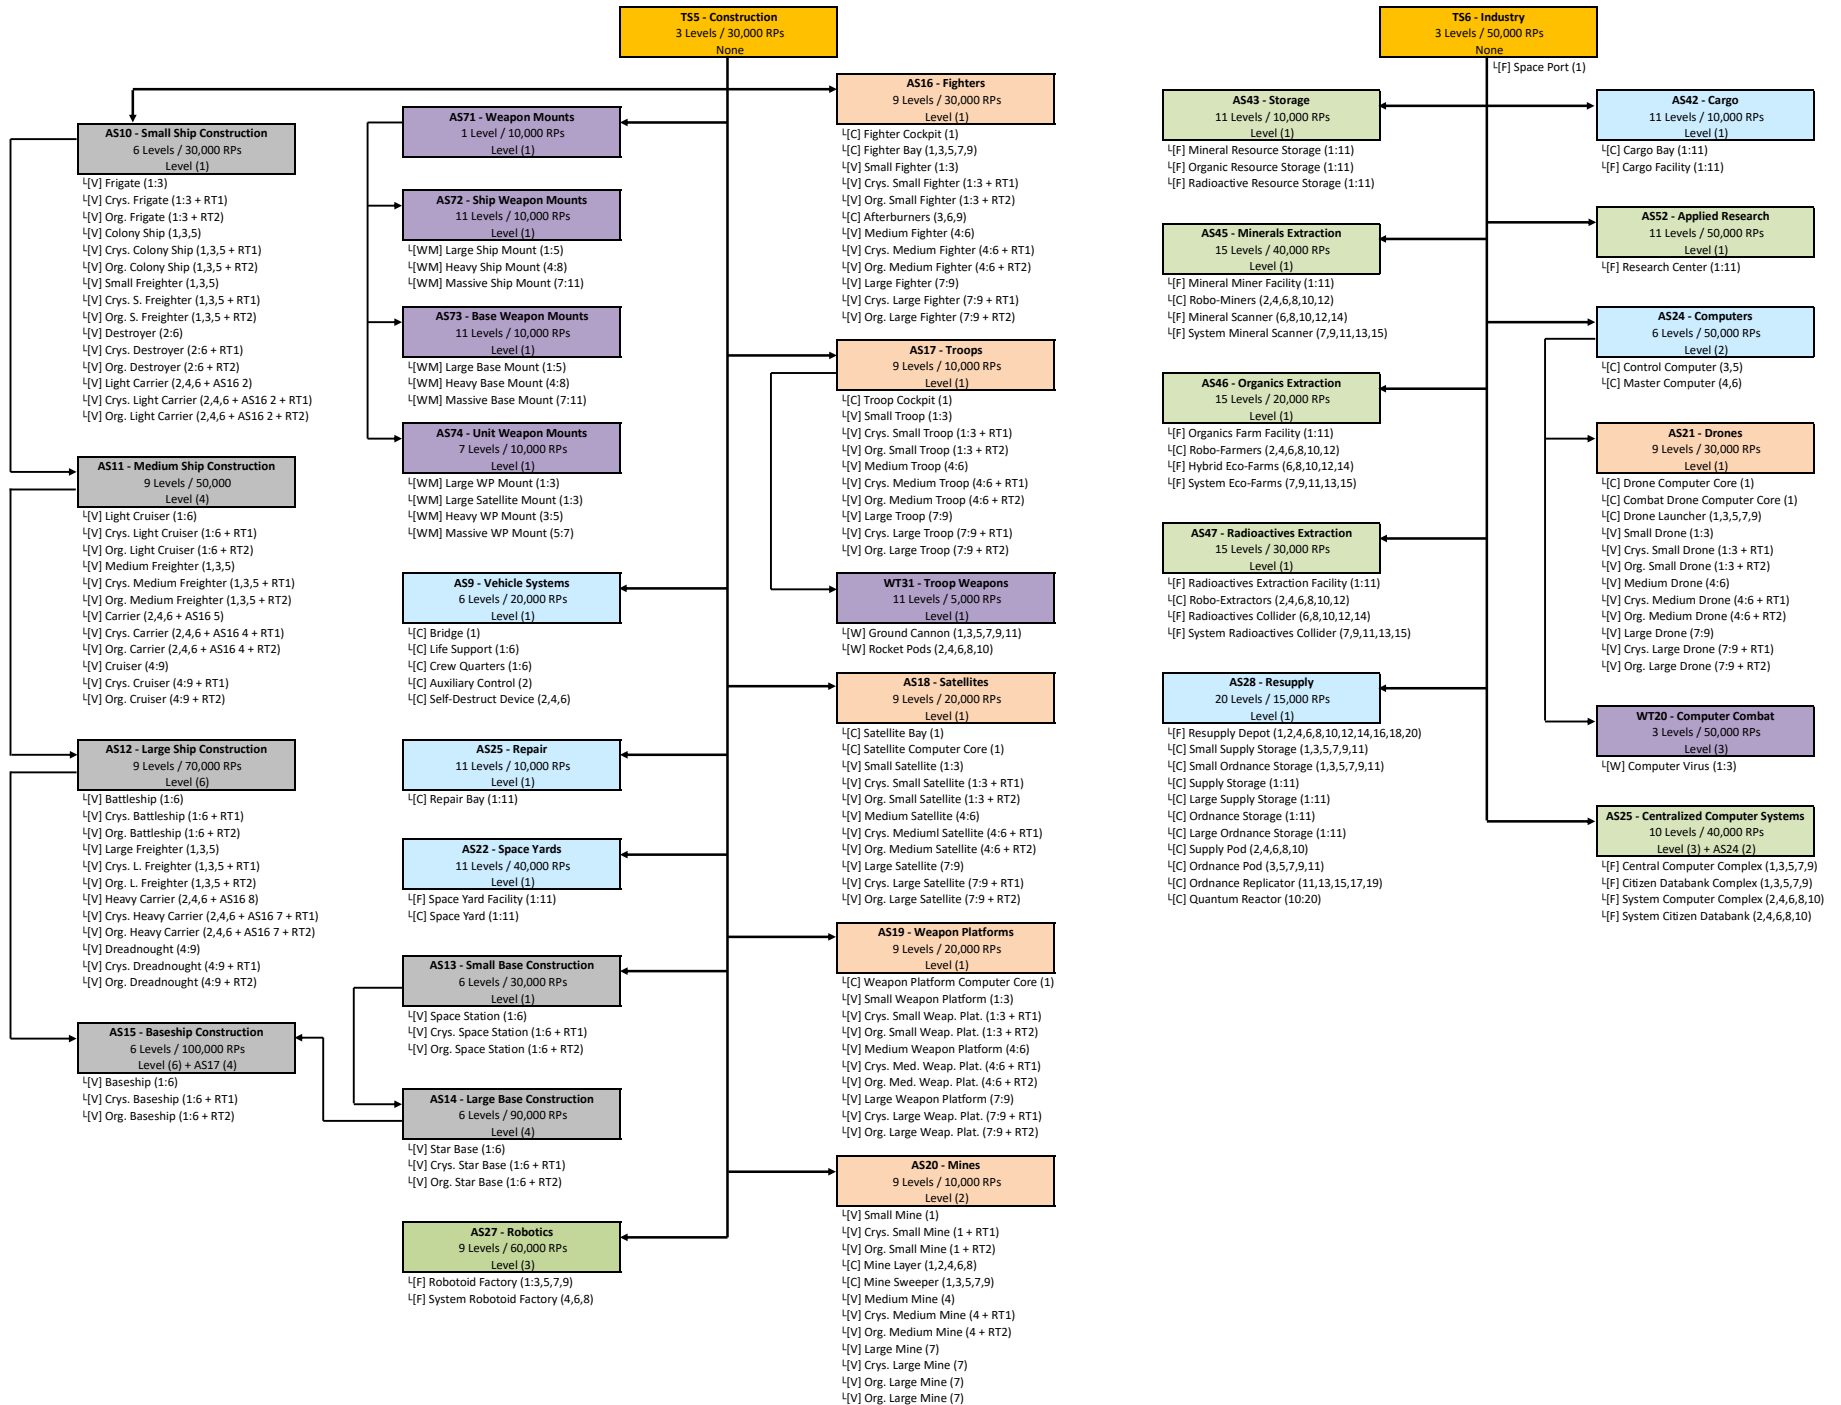 TS5 - Construction
3 Levels / 30,000 RPs
None
AS10 - Small Ship Construction
6 Levels / 30,000 RPs
Level (1)
└[V] Frigate (1:3)
└[V] Crys. Frigate (1:3 + RT1)
└[V] Org. Frigate (1:3 + RT2)
└[V] Colony Ship (1,3,5)
└[V] Crys. Colony Ship (1,3,5 + RT1)
└[V] Org. Colony Ship (1,3,5 + RT2)
└[V] Small Freighter (1,3,5)
└[V] Crys. S. Freighter (1,3,5 + RT1)
└[V] Org. S. Freighter (1,3,5 + RT2)
└[V] Destroyer (2:6)
└[V] Crys. Destroyer (2:6 + RT1)
└[V] Org. Destroyer (2:6 + RT2)
└[V] Light Carrier (2,4,6 + AS16 2)
└[V] Crys. Light Carrier (2,4,6 + AS16 2 + RT1)
└[V] Org. Light Carrier (2,4,6 + AS16 2 + RT2)
AS11 - Medium Ship Construction
9 Levels / 50,000
Level (4)
└[V] Light Cruiser (1:6)
└[V] Crys. Light Cruiser (1:6 + RT1)
└[V] Org. Light Cruiser (1:6 + RT2)
└[V] Medium Freighter (1,3,5)
└[V] Crys. Medium Freighter (1,3,5 + RT1)
└[V] Org. Medium Freighter (1,3,5 + RT2)
└[V] Carrier (2,4,6 + AS16 5)
└[V] Crys. Carrier (2,4,6 + AS16 4 + RT1)
└[V] Org. Carrier (2,4,6 + AS16 4 + RT2)
└[V] Cruiser (4:9)
└[V] Crys. Cruiser (4:9 + RT1)
└[V] Org. Cruiser (4:9 + RT2)
AS12 - Large Ship Construction
9 Levels / 70,000 RPs
Level (6)
└[V] Battleship (1:6)
└[V] Crys. Battleship (1:6 + RT1)
└[V] Org. Battleship (1:6 + RT2)
└[V] Large Freighter (1,3,5)
└[V] Crys. L. Freighter (1,3,5 + RT1)
└[V] Org. L. Freighter (1,3,5 + RT2)
└[V] Heavy Carrier (2,4,6 + AS16 8)
└[V] Crys. Heavy Carrier (2,4,6 + AS16 7 + RT1)
└[V] Org. Heavy Carrier (2,4,6 + AS16 7 + RT2)
└[V] Dreadnought (4:9)
└[V] Crys. Dreadnought (4:9 + RT1)
└[V] Org. Dreadnought (4:9 + RT2)
AS15 - Baseship Construction
6 Levels / 100,000 RPs
Level (6) + AS17 (4)
└[V] Baseship (1:6)
└[V] Crys. Baseship (1:6 + RT1)
└[V] Org. Baseship (1:6 + RT2)
AS71 - Weapon Mounts
1 Level / 10,000 RPs
Level (1)
AS72 - Ship Weapon Mounts
11 Levels / 10,000 RPs
Level (1)
└[WM] Large Ship Mount (1:5)
└[WM] Heavy Ship Mount (4:8)
└[WM] Massive Ship Mount (7:11)
AS73 - Base Weapon Mounts
11 Levels / 10,000 RPs
Level (1)
└[WM] Large Base Mount (1:5)
└[WM] Heavy Base Mount (4:8)
└[WM] Massive Base Mount (7:11)
AS74 - Unit Weapon Mounts
7 Levels / 10,000 RPs
Level (1)
└[WM] Large WP Mount (1:3)
└[WM] Large Satellite Mount (1:3)
└[WM] Heavy WP Mount (3:5)
└[WM] Massive WP Mount (5:7)
AS9 - Vehicle Systems
6 Levels / 20,000 RPs
Level (1)
└[C] Bridge (1)
└[C] Life Support (1:6)
└[C] Crew Quarters (1:6)
└[C] Auxiliary Control (2)
└[C] Self-Destruct Device (2,4,6)
AS25 - Repair
11 Levels / 10,000 RPs
Level (1)
└[C] Repair Bay (1:11)
AS22 - Space Yards
11 Levels / 40,000 RPs
Level (1)
└[F] Space Yard Facility (1:11)
└[C] Space Yard (1:11)
AS13 - Small Base Construction
6 Levels / 30,000 RPs
Level (1)
└[V] Space Station (1:6)
└[V] Crys. Space Station (1:6 + RT1)
└[V] Org. Space Station (1:6 + RT2)
AS14 - Large Base Construction
6 Levels / 90,000 RPs
Level (4)
└[V] Star Base (1:6)
└[V] Crys. Star Base (1:6 + RT1)
└[V] Org. Star Base (1:6 + RT2)
AS27 - Robotics
9 Levels / 60,000 RPs
Level (3)
└[F] Robotoid Factory (1:3,5,7,9)
└[F] System Robotoid Factory (4,6,8)
AS16 - Fighters
9 Levels / 30,000 RPs
Level (1)
└[C] Fighter Cockpit (1)
└[C] Fighter Bay (1,3,5,7,9)
└[V] Small Fighter (1:3)
└[V] Crys. Small Fighter (1:3 + RT1)
└[V] Org. Small Fighter (1:3 + RT2)
└[C] Afterburners (3,6,9)
└[V] Medium Fighter (4:6)
└[V] Crys. Medium Fighter (4:6 + RT1)
└[V] Org. Medium Fighter (4:6 + RT2)
└[V] Large Fighter (7:9)
└[V] Crys. Large Fighter (7:9 + RT1)
└[V] Org. Large Fighter (7:9 + RT2)
AS17 - Troops
9 Levels / 10,000 RPs
Level (1)
└[C] Troop Cockpit (1)
└[V] Small Troop (1:3)
└[V] Crys. Small Troop (1:3 + RT1)
└[V] Org. Small Troop (1:3 + RT2)
└[V] Medium Troop (4:6)
└[V] Crys. Medium Troop (4:6 + RT1)
└[V] Org. Medium Troop (4:6 + RT2)
└[V] Large Troop (7:9)
└[V] Crys. Large Troop (7:9 + RT1)
└[V] Org. Large Troop (7:9 + RT2)
WT31 - Troop Weapons
11 Levels / 5,000 RPs
Level (1)
└[W] Ground Cannon (1,3,5,7,9,11)
└[W] Rocket Pods (2,4,6,8,10)
AS18 - Satellites
9 Levels / 20,000 RPs
Level (1)
└[C] Satellite Bay (1)
└[C] Satellite Computer Core (1)
└[V] Small Satellite (1:3)
└[V] Crys. Small Satellite (1:3 + RT1)
└[V] Org. Small Satellite (1:3 + RT2)
└[V] Medium Satellite (4:6)
└[V] Crys. Mediuml Satellite (4:6 + RT1)
└[V] Org. Medium Satellite (4:6 + RT2)
└[V] Large Satellite (7:9)
└[V] Crys. Large Satellite (7:9 + RT1)
└[V] Org. Large Satellite (7:9 + RT2)
AS19 - Weapon Platforms
9 Levels / 20,000 RPs
Level (1)
└[C] Weapon Platform Computer Core (1)
└[V] Small Weapon Platform (1:3)
└[V] Crys. Small Weap. Plat. (1:3 + RT1)
└[V] Org. Small Weap. Plat. (1:3 + RT2)
└[V] Medium Weapon Platform (4:6)
└[V] Crys. Med. Weap. Plat. (4:6 + RT1)
└[V] Org. Med. Weap. Plat. (4:6 + RT2)
└[V] Large Weapon Platform (7:9)
└[V] Crys. Large Weap. Plat. (7:9 + RT1)
└[V] Org. Large Weap. Plat. (7:9 + RT2)
AS20 - Mines
9 Levels / 10,000 RPs
Level (2)
└[V] Small Mine (1)
└[V] Crys. Small Mine (1 + RT1)
└[V] Org. Small Mine (1 + RT2)
└[C] Mine Layer (1,2,4,6,8)
└[C] Mine Sweeper (1,3,5,7,9)
└[V] Medium Mine (4)
└[V] Crys. Medium Mine (4 + RT1)
└[V] Org. Medium Mine (4 + RT2)
└[V] Large Mine (7)
└[V] Crys. Large Mine (7)
└[V] Org. Large Mine (7)
└[V] Org. Large Mine (7)
TS6 - Industry
3 Levels / 50,000 RPs
None
└[F] Space Port (1)
AS43 - Storage
11 Levels / 10,000 RPs
Level (1)
└[F] Mineral Resource Storage (1:11)
└[F] Organic Resource Storage (1:11)
└[F] Radioactive Resource Storage (1:11)
AS45 - Minerals Extraction
15 Levels / 40,000 RPs
Level (1)
└[F] Mineral Miner Facility (1:11)
└[C] Robo-Miners (2,4,6,8,10,12)
└[F] Mineral Scanner (6,8,10,12,14)
└[F] System Mineral Scanner (7,9,11,13,15)
AS46 - Organics Extraction
15 Levels / 20,000 RPs
Level (1)
└[F] Organics Farm Facility (1:11)
└[C] Robo-Farmers (2,4,6,8,10,12)
└[F] Hybrid Eco-Farms (6,8,10,12,14)
└[F] System Eco-Farms (7,9,11,13,15)
AS47 - Radioactives Extraction
15 Levels / 30,000 RPs
Level (1)
└[F] Radioactives Extraction Facility (1:11)
└[C] Robo-Extractors (2,4,6,8,10,12)
└[F] Radioactives Collider (6,8,10,12,14)
└[F] System Radioactives Collider (7,9,11,13,15)
AS28 - Resupply
20 Levels / 15,000 RPs
Level (1)
└[F] Resupply Depot (1,2,4,6,8,10,12,14,16,18,20)
└[C] Small Supply Storage (1,3,5,7,9,11)
└[C] Small Ordnance Storage (1,3,5,7,9,11)
└[C] Supply Storage (1:11)
└[C] Large Supply Storage (1:11)
└[C] Ordnance Storage (1:11)
└[C] Large Ordnance Storage (1:11)
└[C] Supply Pod (2,4,6,8,10)
└[C] Ordnance Pod (3,5,7,9,11)
└[C] Ordnance Replicator (11,13,15,17,19)
└[C] Quantum Reactor (10:20)
AS42 - Cargo
11 Levels / 10,000 RPs
Level (1)
└[C] Cargo Bay (1:11)
└[F] Cargo Facility (1:11)
AS52 - Applied Research
11 Levels / 50,000 RPs
Level (1)
└[F] Research Center (1:11)
AS24 - Computers
6 Levels / 50,000 RPs
Level (2)
└[C] Control Computer (3,5)
└[C] Master Computer (4,6)
AS21 - Drones
9 Levels / 30,000 RPs
Level (1)
└[C] Drone Computer Core (1)
└[C] Combat Drone Computer Core (1)
└[C] Drone Launcher (1,3,5,7,9)
└[V] Small Drone (1:3)
└[V] Crys. Small Drone (1:3 + RT1)
└[V] Org. Small Drone (1:3 + RT2)
└[V] Medium Drone (4:6)
└[V] Crys. Medium Drone (4:6 + RT1)
└[V] Org. Medium Drone (4:6 + RT2)
└[V] Large Drone (7:9)
└[V] Crys. Large Drone (7:9 + RT1)
└[V] Org. Large Drone (7:9 + RT2)
WT20 - Computer Combat
3 Levels / 50,000 RPs
Level (3)
└[W] Computer Virus (1:3)
AS25 - Centralized Computer Systems
10 Levels / 40,000 RPs
Level (3) + AS24 (2)
└[F] Central Computer Complex (1,3,5,7,9)
└[F] Citizen Databank Complex (1,3,5,7,9)
└[F] System Computer Complex (2,4,6,8,10)
└[F] System Citizen Databank (2,4,6,8,10)